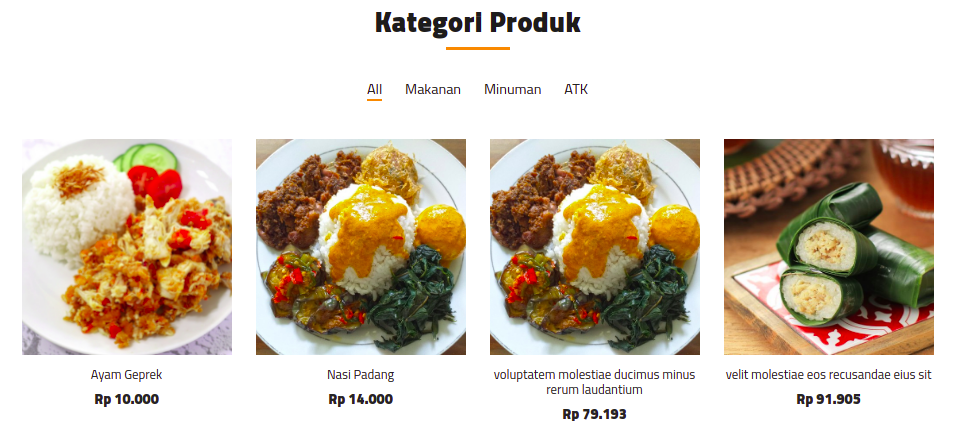 Kategori Produk
All Makanan Minuman ATK
Ayam Geprek
Rp 10.000
Nasi Padang
Rp 14.000
voluptatem molestiae ducimus minus
rerum laudantium
Rp 79.193
velit molestiae eos recusandae eius sit
Rp 91.905